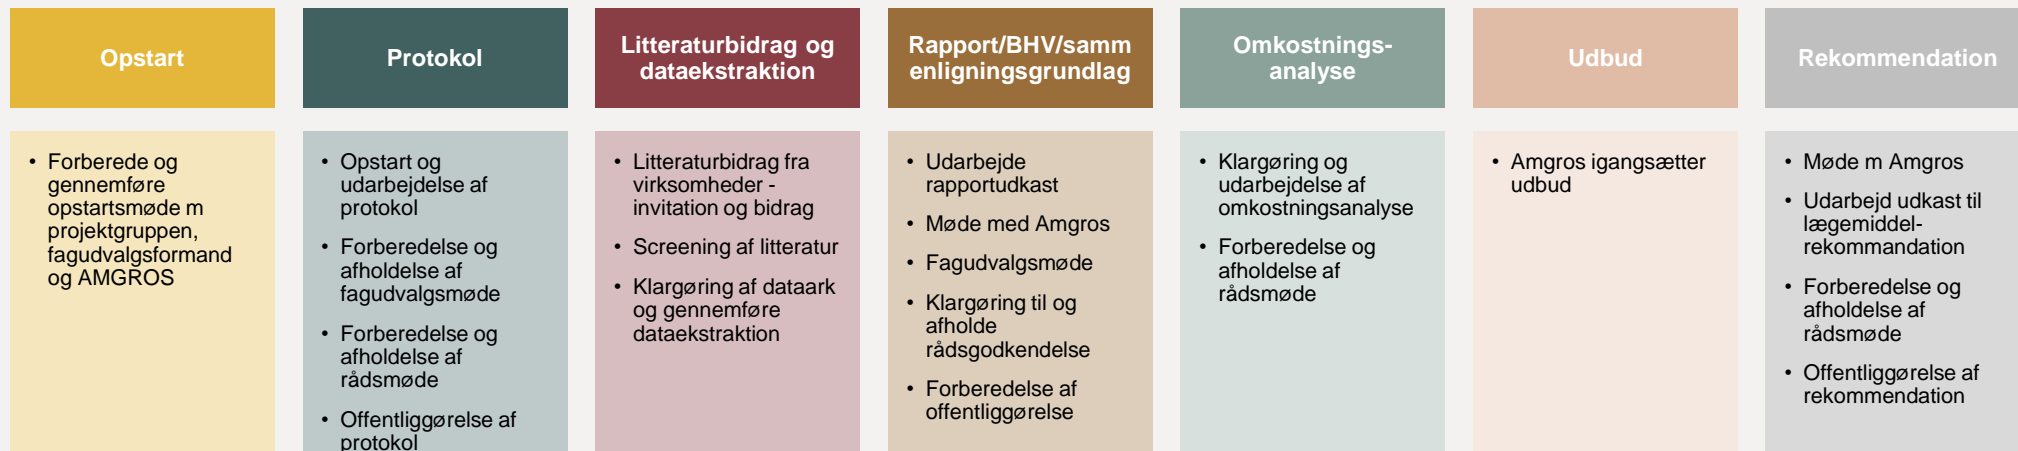 Opstart
Protokol
Litteraturbidrag og
dataekstraktion
Rapport/BHV/samm
enligningsgrundlag
Omkostnings-
analyse
Udbud
Rekommendation
• Forberede og
gennemføre
opstartsmøde m
projektgruppen,
fagudvalgsformand
og AMGROS
• Opstart og
udarbejdelse af
protokol
• Forberedelse og
afholdelse af
fagudvalgsmøde
• Forberedelse og
afholdelse af
rådsmøde
• Offentliggørelse af
protokol
• Litteraturbidrag fra
virksomheder -
invitation og bidrag
• Screening af litteratur
• Klargøring af dataark
og gennemføre
dataekstraktion
• Udarbejde
rapportudkast
• Møde med Amgros
• Fagudvalgsmøde
• Klargøring til og
afholde
rådsgodkendelse
• Forberedelse af
offentliggørelse
• Klargøring og
udarbejdelse af
omkostningsanalyse
• Forberedelse og
afholdelse af
rådsmøde
• Amgros igangsætter
udbud
• Møde m Amgros
• Udarbejd udkast til
lægemiddel-
rekommandation
• Forberedelse og
afholdelse af
rådsmøde
• Offentliggørelse af
rekommendation